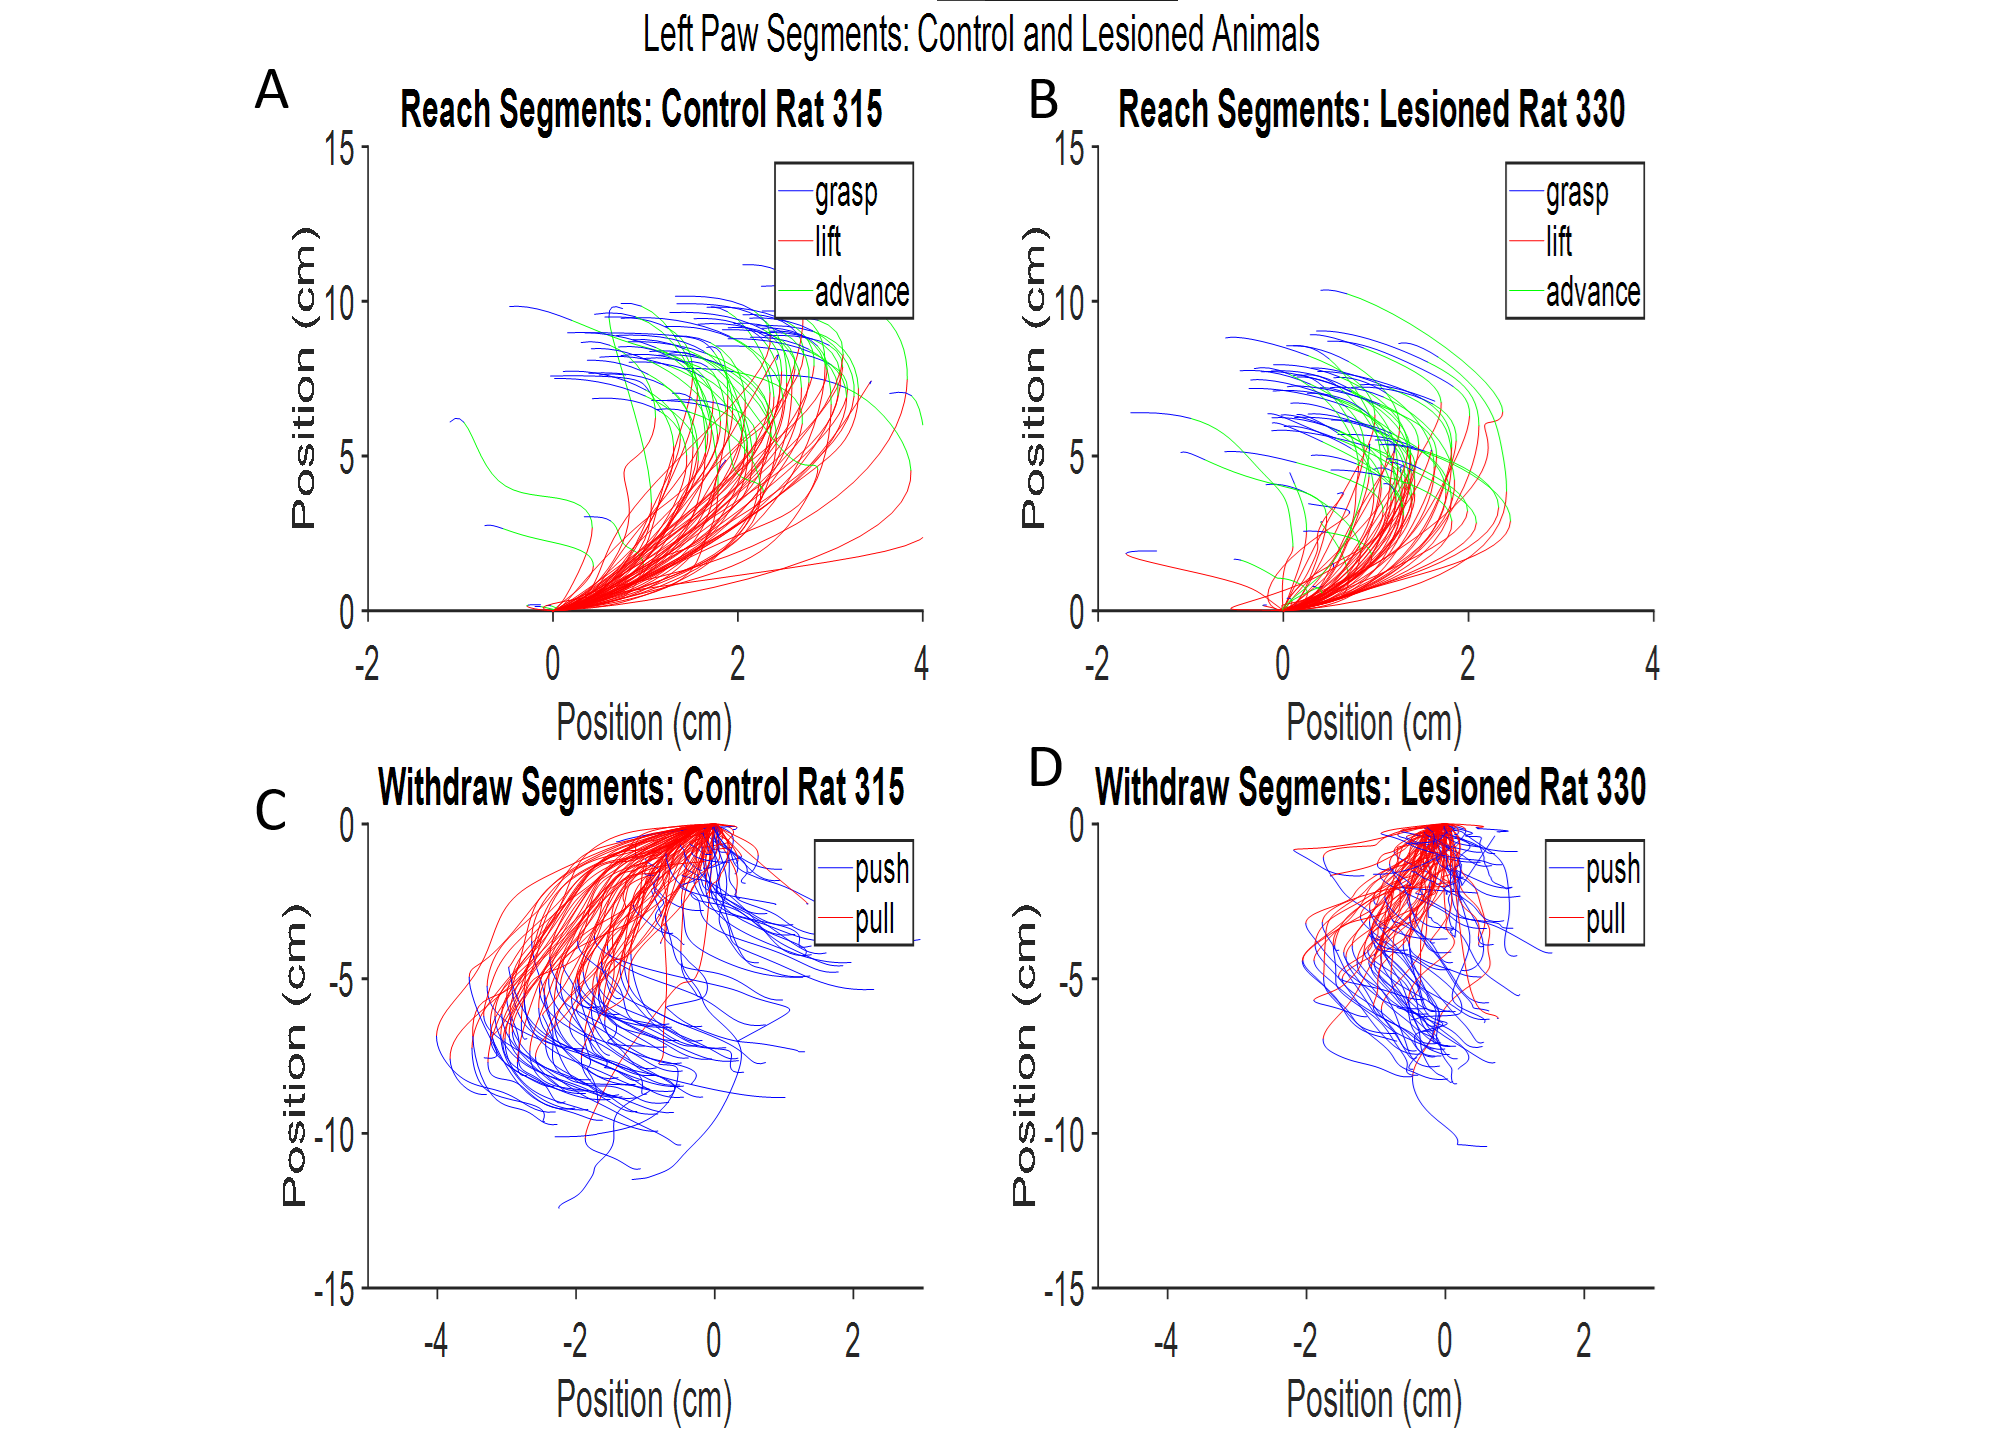 Left Paw Segments: Control and Lesioned Animals
A
Reach Segments: Control Rat 315
15
10
5
0
Position (cm)
grasp
lift
advance
-2
0
2
4
Position (cm)
B
Reach Segments: Lesioned Rat 330
15
10
5
0
Position (cm)
grasp
lift
advance
-2
0
2
4
Position (cm)
C
Withdraw Segments: Control Rat 315
0
-5
-10
-15
Position (cm)
push
pull
-4
-2
0
2
Position (cm)
D
Withdraw Segments: Lesioned Rat 330
0
-5
-10
-15
Position (cm)
push
pull
-4
-2
0
2
Position (cm)